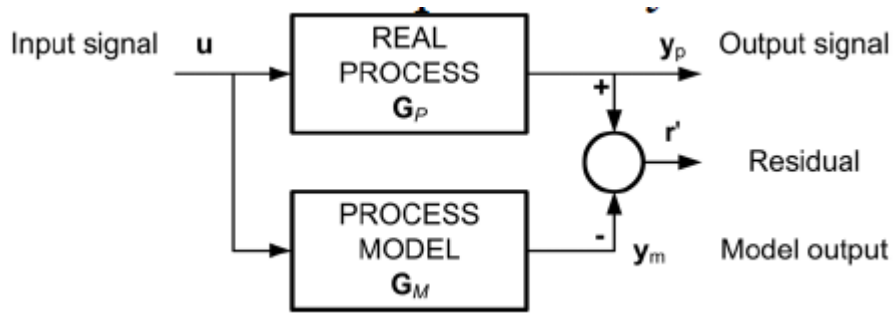 Input signal
u
REAL
PROCESS
G_P
y_p
Output signal
+
r'
Residual
PROCESS
MODEL
G_M
-
y_m
Model output